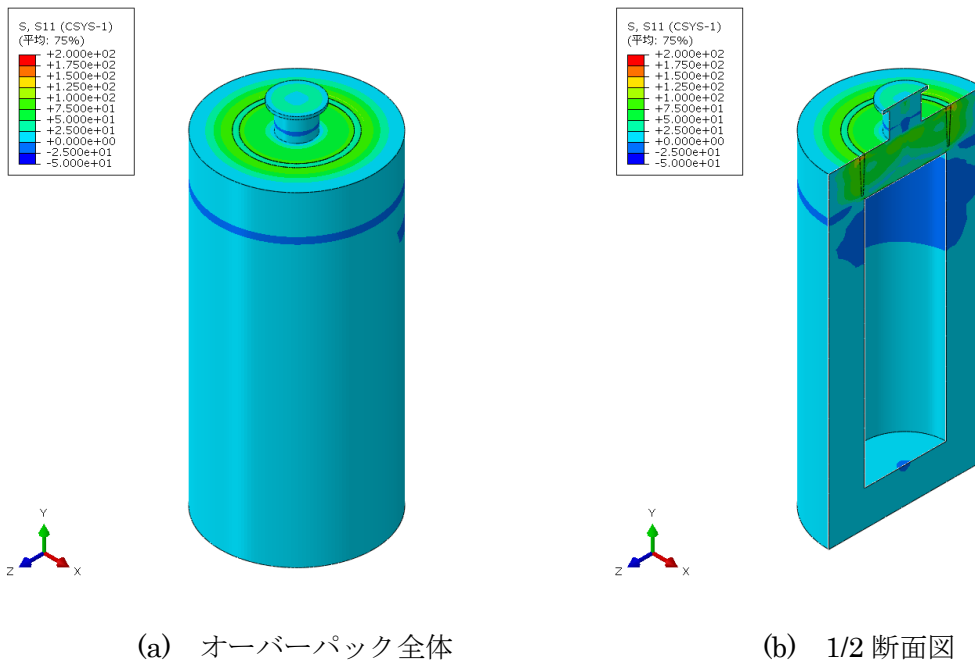 S, S11 (CSYS-1)
(平均: 75%)
+2.000e+02
+1.750e+02
+1.500e+02
+1.250e+02
+1.000e+02
+7.500e+01
+5.000e+01
+2.500e+01
+0.000e+00
-2.500e+01
-5.000e+01
Y
Z
X
(a) オーバーパック全体
S, S11 (CSYS-1)
(平均: 75%)
+2.000e+02
+1.750e+02
+1.500e+02
+1.250e+02
+1.000e+02
+7.500e+01
+5.000e+01
+2.500e+01
+0.000e+00
-2.500e+01
-5.000e+01
Y
Z
X
(b) 1/2 断面図